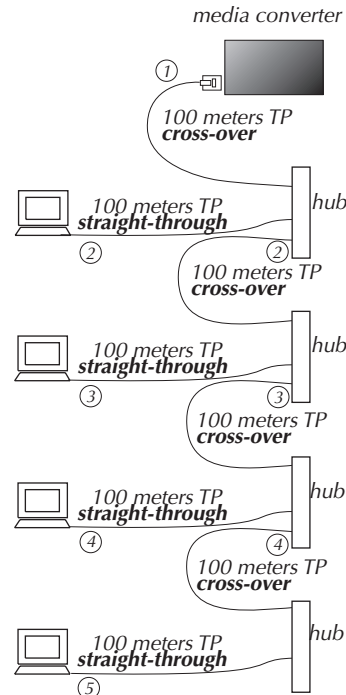 media converter
1
100 meters TP
cross-over
hub
100 meters TP
straight-through
2
2
100 meters TP
cross-over
hub
100 meters TP
straight-through
3
3
100 meters TP
cross-over
hub
100 meters TP
straight-through
4
4
100 meters TP
cross-over
hub
100 meters TP
straight-through
5